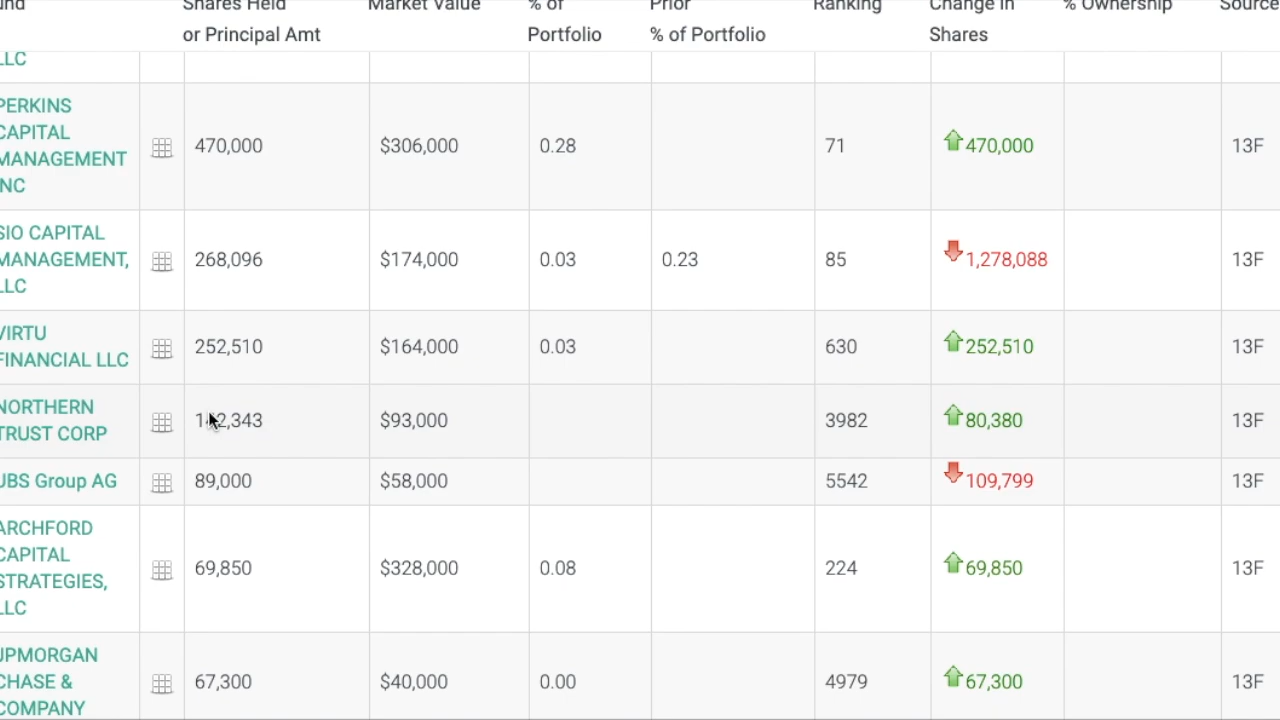 Shares Held Market Value % of Prior Ranking Change in % Ownership Source
or Principal Amt Portfolio % of Portfolio Shares
LLC
PERKINS
CAPITAL
MANAGEMENT
INC
470,000 $306,000 0.28 71 470,000 13F
SIO CAPITAL
MANAGEMENT,
LLC
268,096 $174,000 0.03 0.23 85 1,278,088 13F
VIRTU
FINANCIAL LLC
252,510 $164,000 0.03 630 252,510 13F
NORTHERN
TRUST CORP
$93,000 3982 80,380 13F
UBS Group AG 89,000 $58,000 5542 109,799 13F
ARCHFORD
CAPITAL
STRATEGIES,
LLC
69,850 $328,000 0.08 224 69,850 13F
JPMORGAN
CHASE &
COMPANY
67,300 $40,000 0.00 4979 67,300 13F